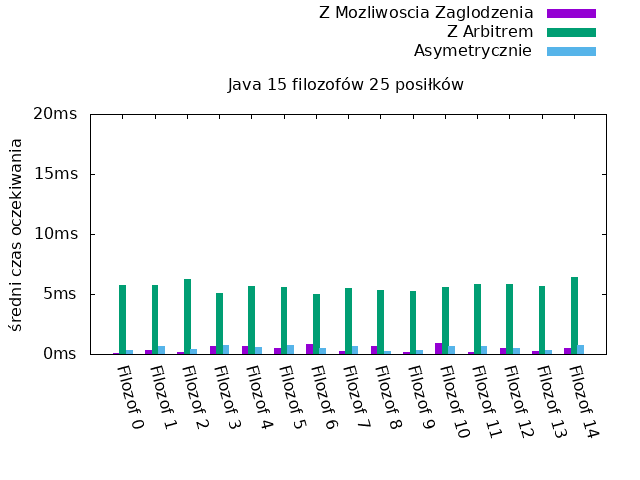 Z Mozliwoscia Zaglodzenia
Z Arbitrem
Asymetrycznie
Java 15 filozofów 25 posiłków
20ms
15ms
10ms
5ms
0ms
średni czas oczekiwania
Filozof 0
Filozof 1
Filozof 2
Filozof 3
Filozof 4
Filozof 5
Filozof 6
Filozof 7
Filozof 8
Filozof 9
Filozof 10
Filozof 11
Filozof 12
Filozof 13
Filozof 14